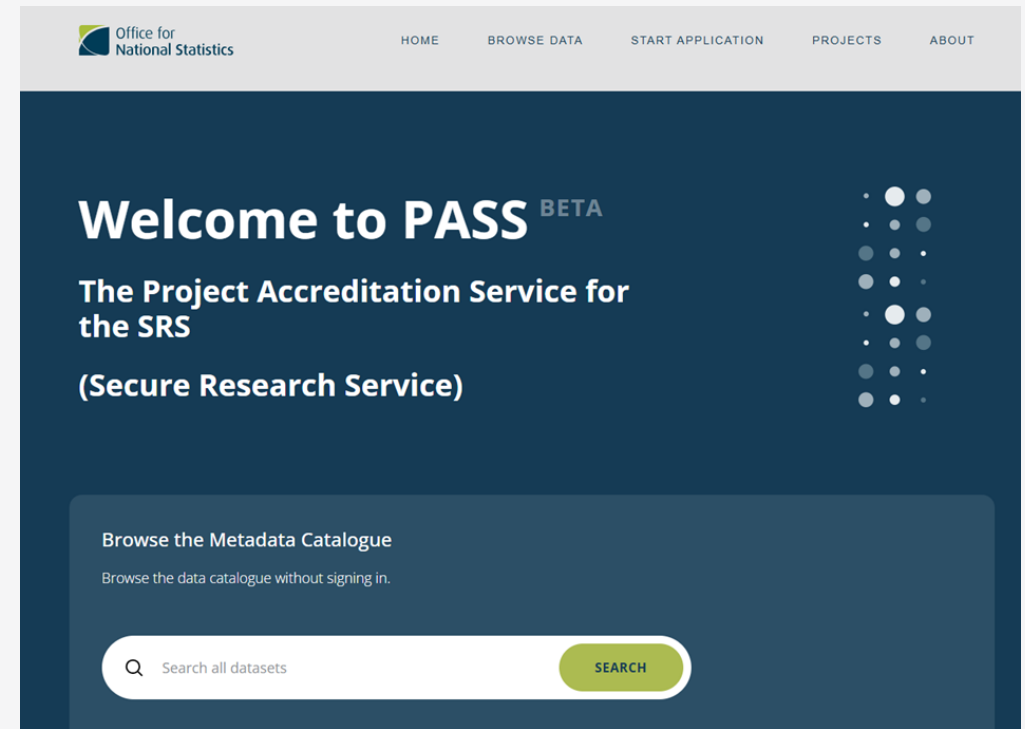 Office for
National Statistics
HOME BROWSE DATA START APPLICATION PROJECTS ABOUT
Welcome to PASS BETA
The Project Accreditation Service for
the SRS
(Secure Research Service)
Browse the Metadata Catalogue
Browse the data catalogue without signing in.
Search all datasets
SEARCH